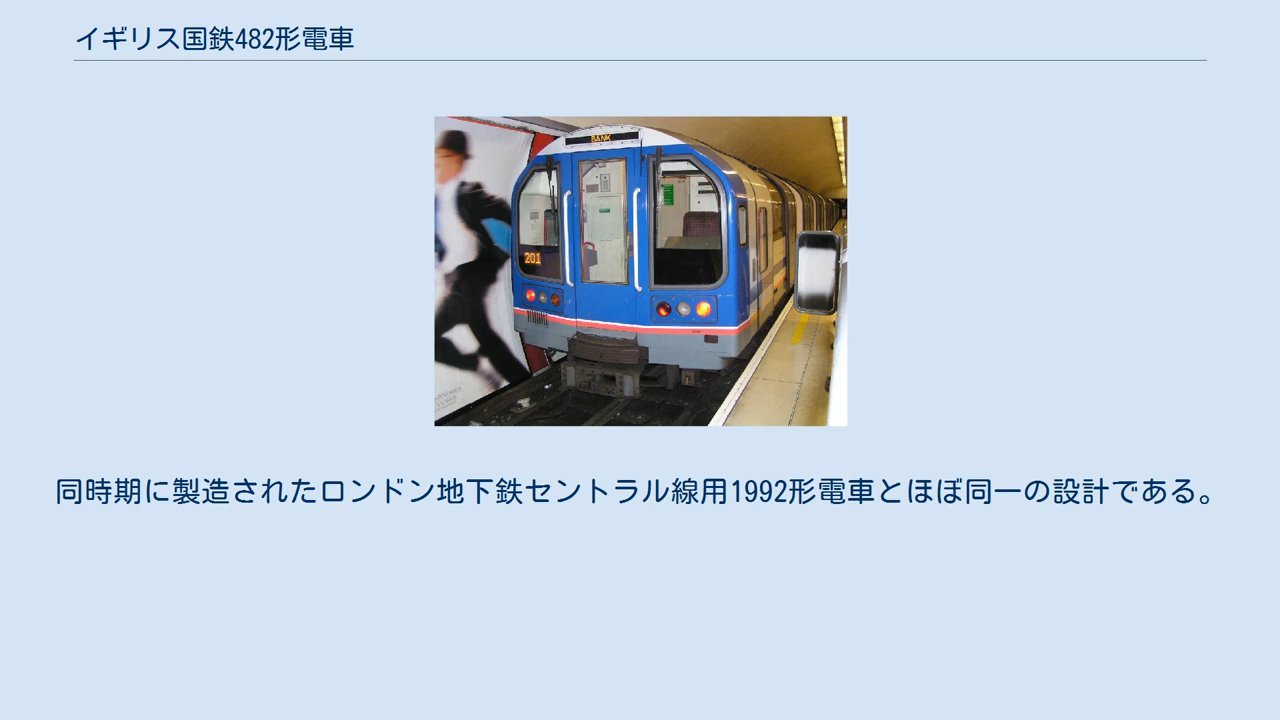 イギリス国鉄482形電車
BANK
201
同時期に製造されたロンドン地下鉄セントラル線用1992形電車とほぼ同一の設計である。